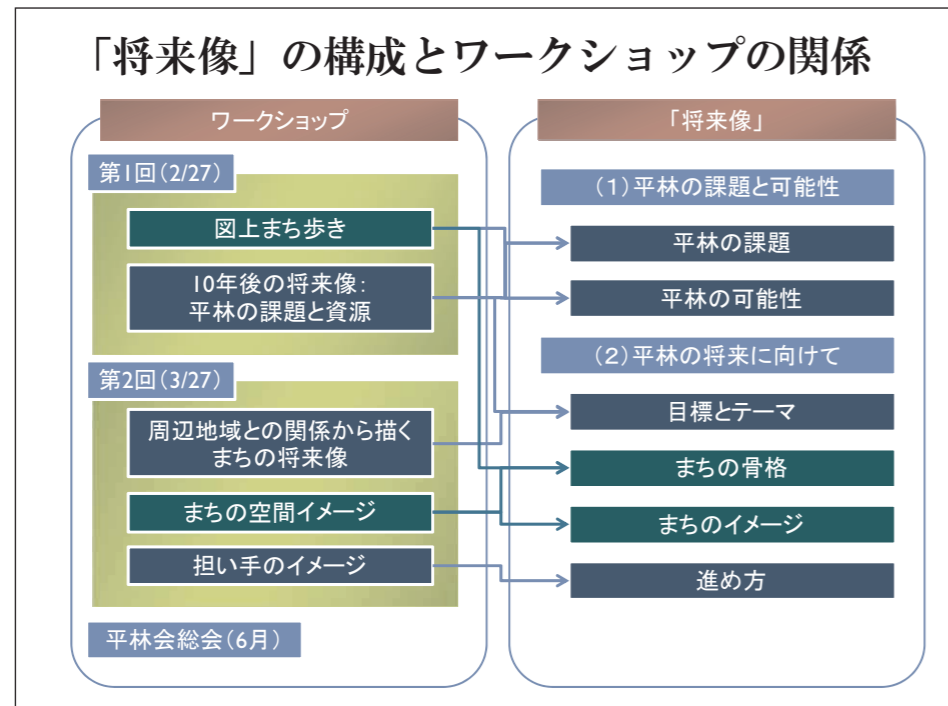 「将来像」の構成とワークショップの関係
ワークショップ
第1回(2/27)
図上まち歩き
10年後の将来像:
平林の課題と資源
第2回(3/27)
周辺地域との関係から描く
まちの将来像
まちの空間イメージ
担い手のイメージ
平林会総会(6月)
「将来像」
(1)平林の課題と可能性
平林の課題
平林の可能性
(2)平林の将来に向けて
目標とテーマ
まちの骨格
まちのイメージ
進め方